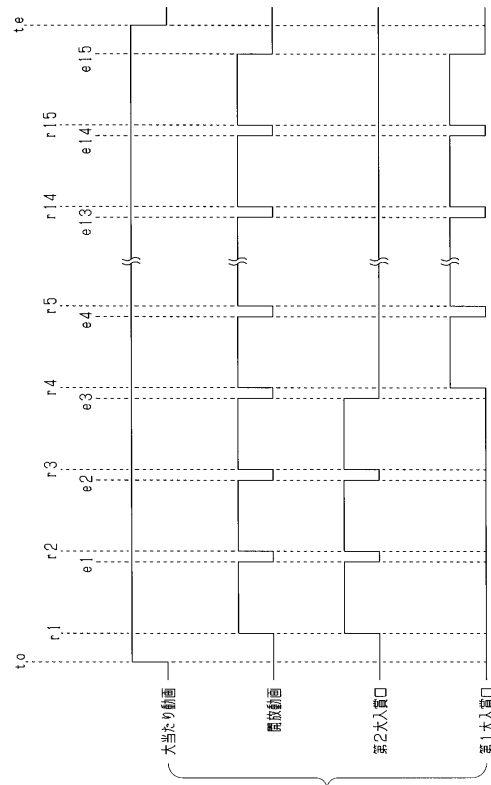 to
r1
e1
r2
e2
r3
e3
r4
e4
r5
e13
r14
e14
r15
e15
te
大当たり動画
開放動画
第2大入賞口
第1大入賞口